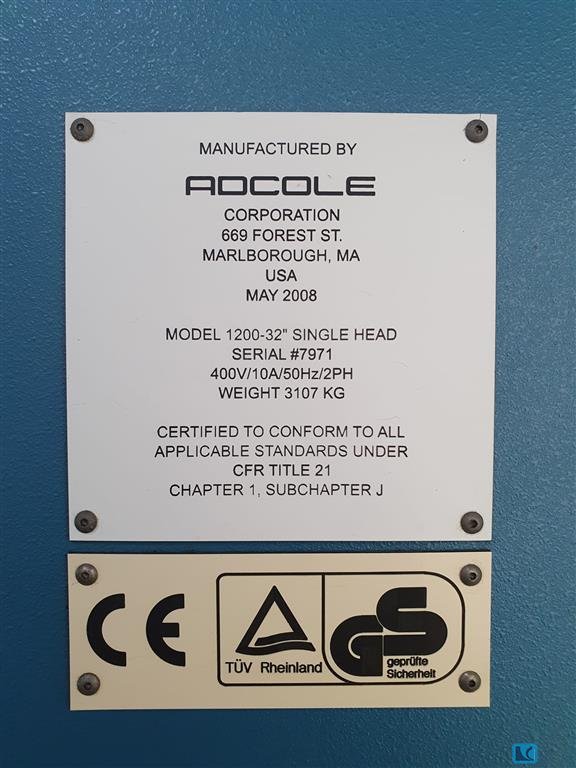 MANUFACTURED BY
ADCOLE
CORPORATION
669 FOREST ST.
MARLBOROUGH, MA
USA
MAY 2008
MODEL 1200-32" SINGLE HEAD
SERIAL #7971
400V/10A/50Hz/2PH
WEIGHT 3107 KG
CERTIFIED TO CONFORM TO ALL
APPLICABLE STANDARDS UNDER
CFR TITLE 21
CHAPTER 1, SUBCHAPTER J
CE
TÜV Rheinland
GS
geprüfte
Sicherheit